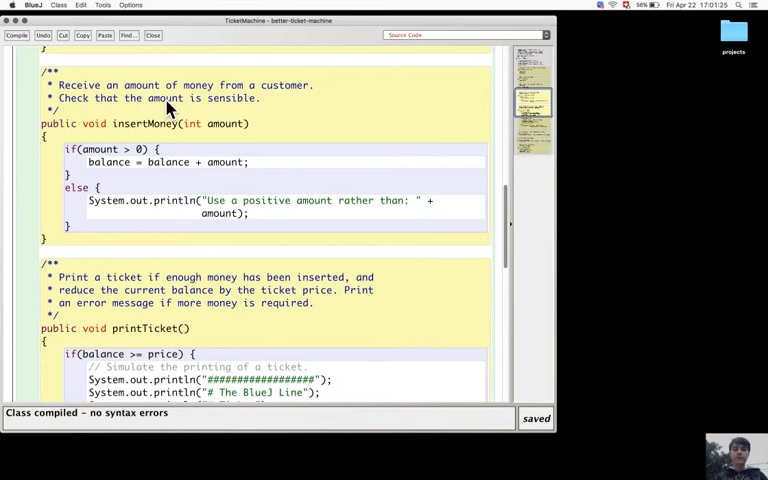 BlueJ Class Edit Tools Options 56% Fri Apr 22 17:01:25
TicketMachine - better-ticket-machine
Compile Undo Cut Copy Paste Find... Close Source Code
}
/**
* Receive an amount of money from a customer.
* Check that the amount is sensible.
*/
public void insertMoney(int amount)
{
if(amount > 0) {
balance = balance + amount;
}
else {
System.out.println("Use a positive amount rather than: " +
amount);
}
}
/**
* Print a ticket if enough money has been inserted, and
* reduce the current balance by the ticket price. Print
* an error message if more money is required.
*/
public void printTicket()
{
if(balance >= price) {
// Simulate the printing of a ticket.
System.out.println("##################");
System.out.println("# The BlueJ Line");
Class compiled - no syntax errors
saved
projects